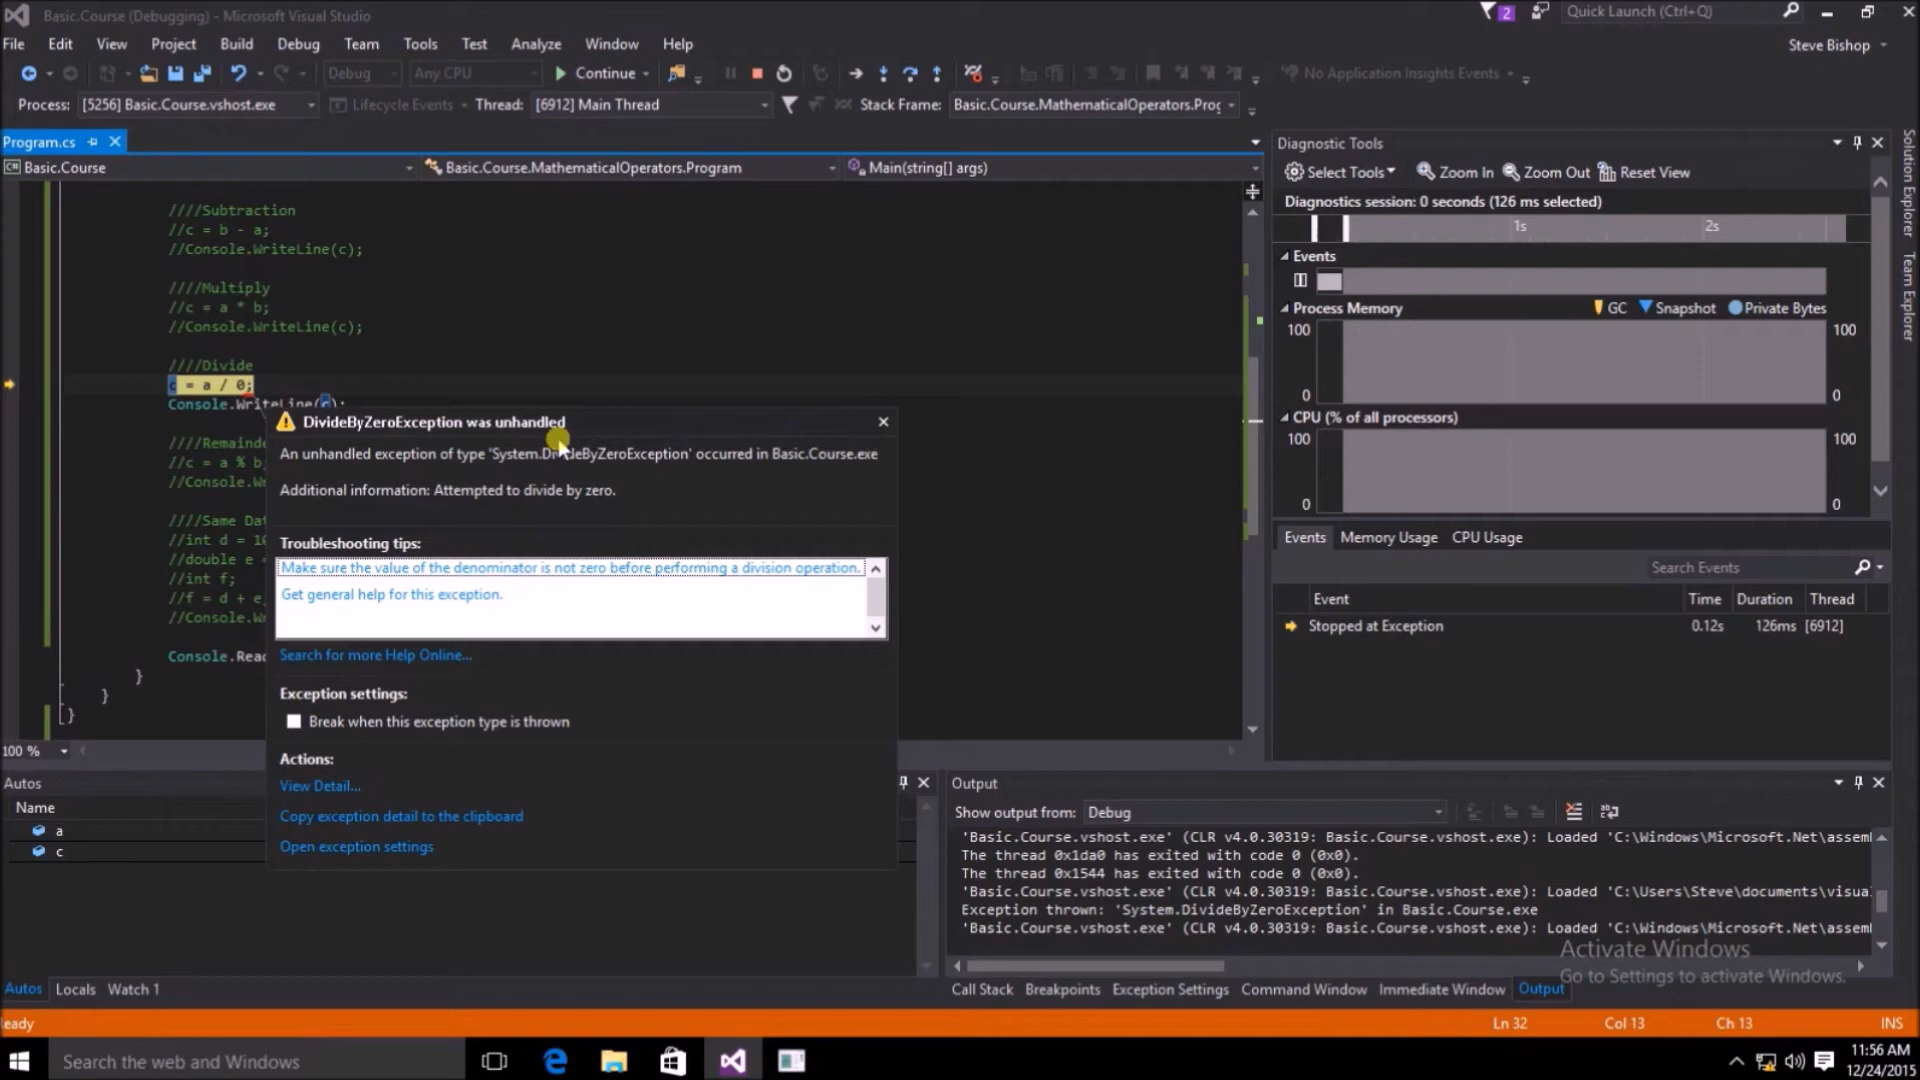 Basic.Course (Debugging) - Microsoft Visual Studio
2
Quick Launch (Ctrl+Q)
File Edit View Project Build Debug Team Tools Test Analyze Window Help
Steve Bishop
Debug Any CPU Continue No Application Insights Events
Process: [5256] Basic.Course.vshost.exe Lifecycle Events Thread: [6912] Main Thread Stack Frame: Basic.Course.MathematicalOperators.Prog
Program.cs
C# Basic.Course Basic.Course.MathematicalOperators.Program Main(string[] args)
////Subtraction
//c = b - a;
//Console.WriteLine(c);
////Multiply
//c = a * b;
//Console.WriteLine(c);
////Divide
c = a / 0;
Console.WriteLine(c);
////Remainde
//c = a % b
//Console.W
////Same Dat
//int d = 10
//double e =
//int f;
//f = d + e
//Console.W
Console.Read
}
}
}
100 %
DivideByZeroException was unhandled
An unhandled exception of type 'System.DivideByZeroException' occurred in Basic.Course.exe
Additional information: Attempted to divide by zero.
Troubleshooting tips:
Make sure the value of the denominator is not zero before performing a division operation.
Get general help for this exception.
Search for more Help Online...
Exception settings:
Break when this exception type is thrown
Actions:
View Detail...
Copy exception detail to the clipboard
Open exception settings
Diagnostic Tools
Select Tools Zoom In Zoom Out Reset View
Diagnostics session: 0 seconds (126 ms selected)
1s 2s
Events
Process Memory GC Snapshot Private Bytes
100 100
0 0
CPU (% of all processors)
100 100
0 0
Events Memory Usage CPU Usage
Search Events
Event Time Duration Thread
Stopped at Exception 0.12s 126ms [6912]
Solution Explorer
Team Explorer
Autos
Name
a
c
Autos Locals Watch 1
Output
Show output from: Debug
'Basic.Course.vshost.exe' (CLR v4.0.30319: Basic.Course.vshost.exe): Loaded 'C:\Windows\Microsoft.Net\assem
The thread 0x1da0 has exited with code 0 (0x0).
The thread 0x1544 has exited with code 0 (0x0).
'Basic.Course.vshost.exe' (CLR v4.0.30319: Basic.Course.vshost.exe): Loaded 'C:\Users\Steve\documents\visua
Exception thrown: 'System.DivideByZeroException' in Basic.Course.exe
'Basic.Course.vshost.exe' (CLR v4.0.30319: Basic.Course.vshost.exe): Loaded 'C:\Windows\Microsoft.Net\assem
Activate Windows
Go to Settings to activate Windows.
Call Stack Breakpoints Exception Settings Command Window Immediate Window Output
eady Ln 32 Col 13 Ch 13 INS
Search the web and Windows
11:56 AM
12/24/2015